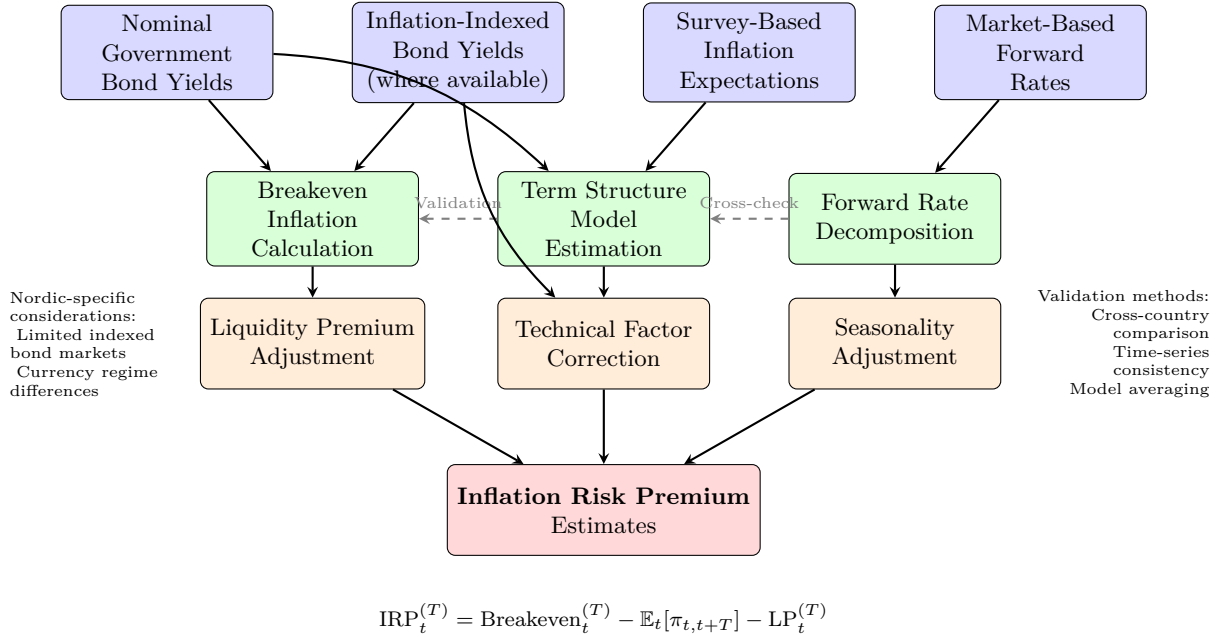 Nominal
Government
Bond Yields
Inflation-Indexed
Bond Yields
(where available)
Survey-Based
Inflation
Expectations
Market-Based
Forward
Rates
Breakeven
Inflation
Calculation
Validation
Term Structure
Model
Estimation
Cross-check
Forward Rate
Decomposition
Nordic-specific
considerations:
Limited indexed
bond markets
Currency regime
differences
Liquidity Premium
Adjustment
Technical Factor
Correction
Seasonality
Adjustment
Validation methods:
Cross-country
comparison
Time-series
consistency
Model averaging
Inflation Risk Premium
Estimates
IRP_t^{(T)} = Breakeven_t^{(T)} − 𝔼_t[π_{t,t+T}] − LP_t^{(T)}